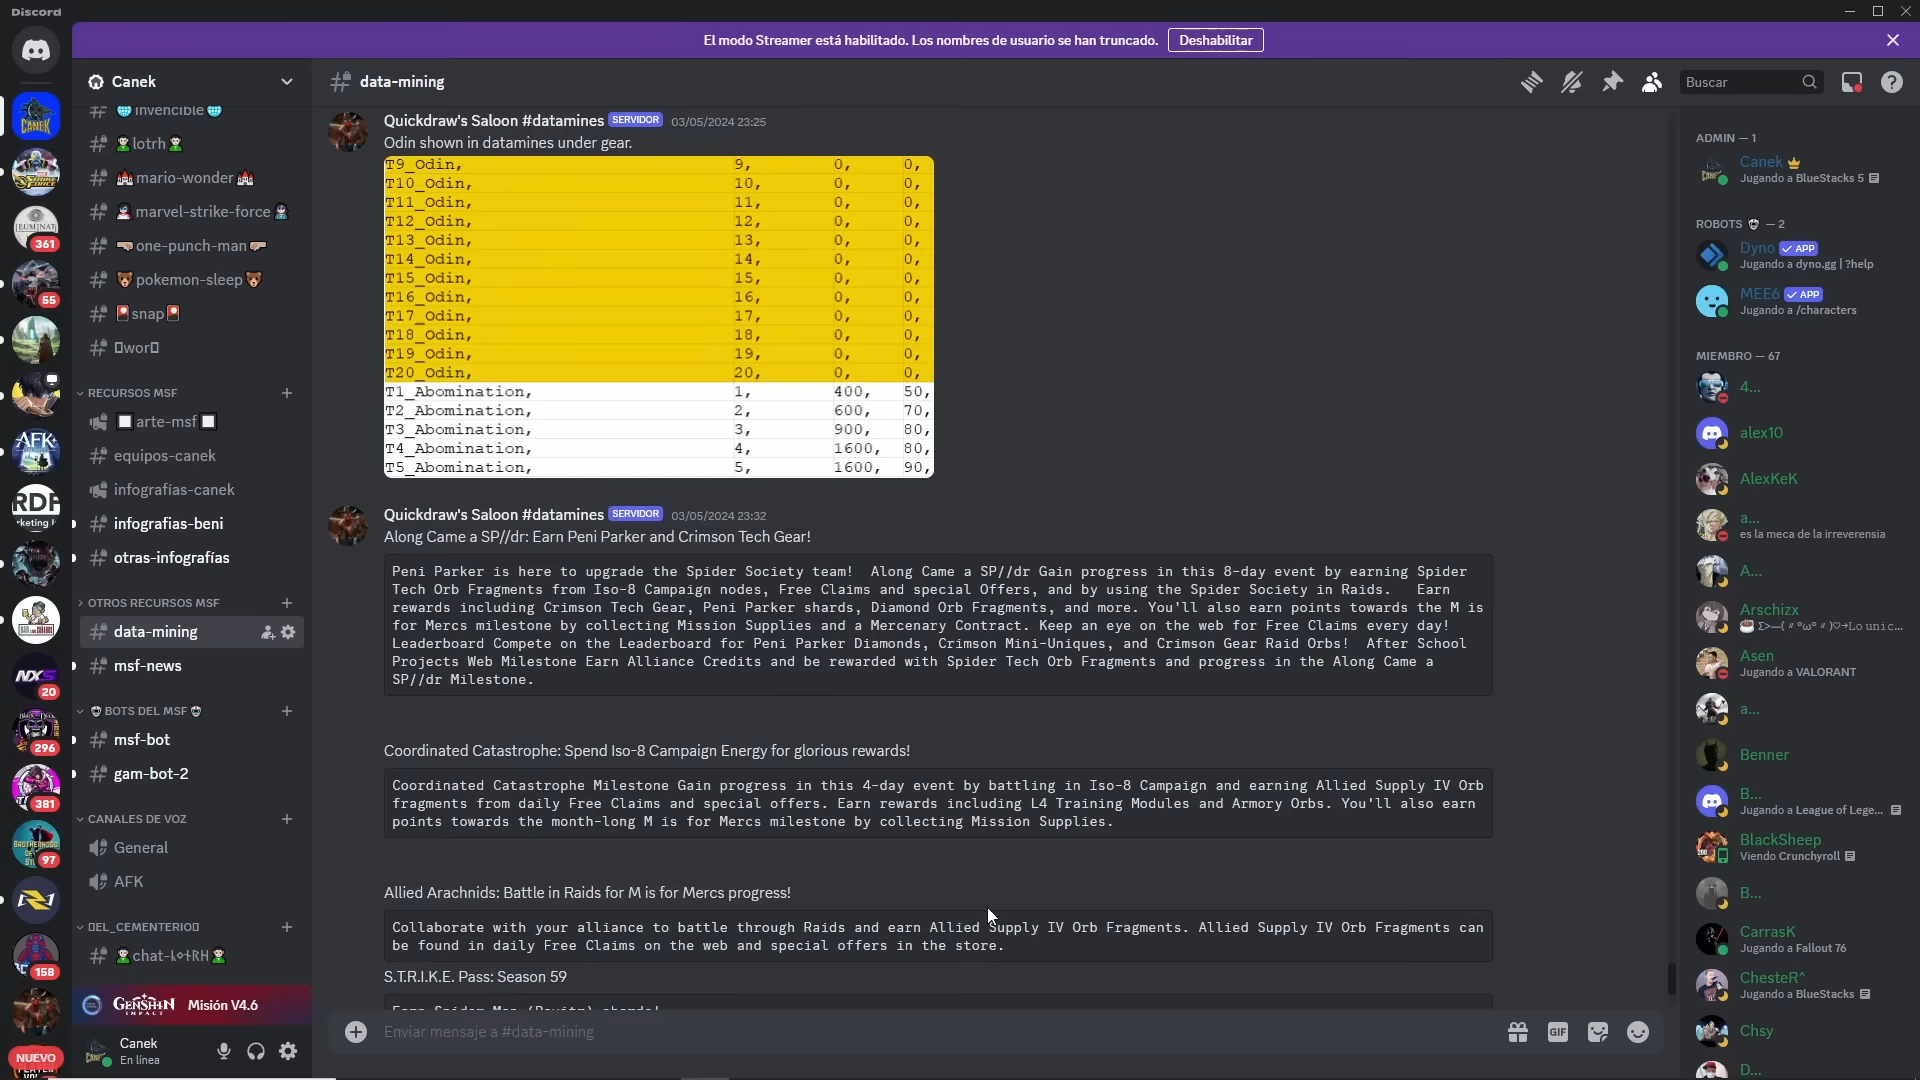 Discord
El modo Streamer está habilitado. Los nombres de usuario se han truncado. Deshabilitar
Canek
invencible
lotrh
mario-wonder
marvel-strike-force
one-punch-man
pokemon-sleep
snap
wor
RECURSOS MSF
arte-msf
equipos-canek
infografías-canek
infografias-beni
otras-infografías
OTROS RECURSOS MSF
data-mining
msf-news
BOTS DEL MSF
msf-bot
gam-bot-2
CANALES DE VOZ
General
AFK
EL_CEMENTERIO
GENSHIN IMPACT Misión V4.6
Canek
En línea
CANEK
STRIKE FORCE
361
55
AFK
RDF
rketing
NXS
20
296
381
97
158
NUEVO
data-mining
Buscar
Quickdraw's Saloon #datamines SERVIDOR 03/05/2024 23:25
Odin shown in datamines under gear.
T9_Odin, 9, 0, 0,
T10_Odin, 10, 0, 0,
T11_Odin, 11, 0, 0,
T12_Odin, 12, 0, 0,
T13_Odin, 13, 0, 0,
T14_Odin, 14, 0, 0,
T15_Odin, 15, 0, 0,
T16_Odin, 16, 0, 0,
T17_Odin, 17, 0, 0,
T18_Odin, 18, 0, 0,
T19_Odin, 19, 0, 0,
T20_Odin, 20, 0, 0,
T1_Abomination, 1, 400, 50,
T2_Abomination, 2, 600, 70,
T3_Abomination, 3, 900, 80,
T4_Abomination, 4, 1600, 80,
T5_Abomination, 5, 1600, 90,
Quickdraw's Saloon #datamines SERVIDOR 03/05/2024 23:32
Along Came a SP//dr: Earn Peni Parker and Crimson Tech Gear!
Peni Parker is here to upgrade the Spider Society team!  Along Came a SP//dr Gain progress in this 8-day event by earning Spider
Tech Orb Fragments from Iso-8 Campaign nodes, Free Claims and special Offers, and by using the Spider Society in Raids.   Earn
rewards including Crimson Tech Gear, Peni Parker shards, Diamond Orb Fragments, and more. You'll also earn points towards the M is
for Mercs milestone by collecting Mission Supplies and a Mercenary Contract. Keep an eye on the web for Free Claims every day!
Leaderboard Compete on the Leaderboard for Peni Parker Diamonds, Crimson Mini-Uniques, and Crimson Gear Raid Orbs!  After School
Projects Web Milestone Earn Alliance Credits and be rewarded with Spider Tech Orb Fragments and progress in the Along Came a
SP//dr Milestone.
Coordinated Catastrophe: Spend Iso-8 Campaign Energy for glorious rewards!
Coordinated Catastrophe Milestone Gain progress in this 4-day event by battling in Iso-8 Campaign and earning Allied Supply IV Orb
fragments from daily Free Claims and special offers. Earn rewards including L4 Training Modules and Armory Orbs. You'll also earn
points towards the month-long M is for Mercs milestone by collecting Mission Supplies.
Allied Arachnids: Battle in Raids for M is for Mercs progress!
Collaborate with your alliance to battle through Raids and earn Allied Supply IV Orb Fragments. Allied Supply IV Orb Fragments can
be found in daily Free Claims on the web and special offers in the store.
S.T.R.I.K.E. Pass: Season 59
Enviar mensaje a #data-mining
GIF
ADMIN — 1
Canek
Jugando a BlueStacks 5
ROBOTS — 2
Dyno APP
Jugando a dyno.gg | ?help
MEE6 APP
Jugando a /characters
MIEMBRO — 67
4...
alex10
AlexKeK
a...
es la meca de la irreverensia
A...
Arschizx
Asen
Jugando a VALORANT
a...
Benner
B...
Jugando a League of Lege...
BlackSheep
Viendo Crunchyroll
B...
CarrasK
Jugando a Fallout 76
ChesteR^
Jugando a BlueStacks
Chsy
D...